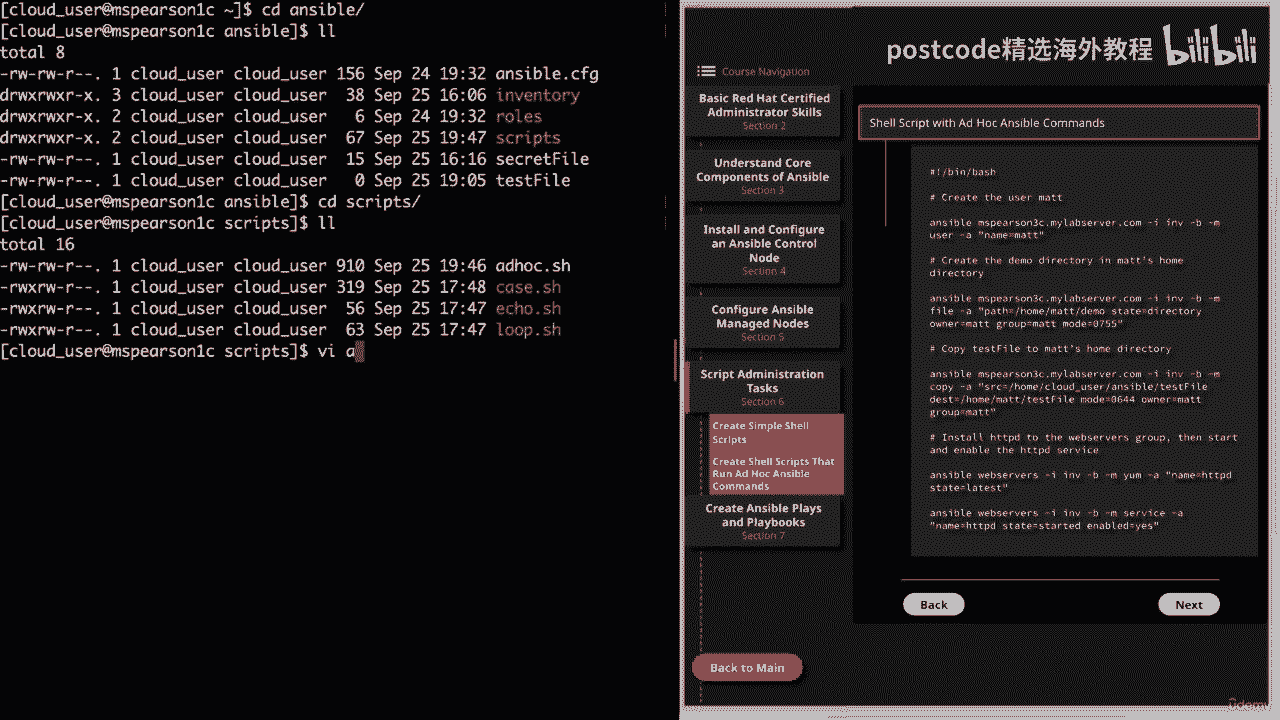 [cloud_user@mspearson1c ~]$ cd ansible/
[cloud_user@mspearson1c ansible]$ ll
total 8
-rw-rw-r--. 1 cloud_user cloud_user 156 Sep 24 19:32 ansible.cfg
drwxrwxr-x. 3 cloud_user cloud_user  38 Sep 25 16:06 inventory
drwxrwxr-x. 2 cloud_user cloud_user   6 Sep 24 19:32 roles
drwxrwxr-x. 2 cloud_user cloud_user  67 Sep 25 19:47 scripts
-rw-rw-r--. 1 cloud_user cloud_user  15 Sep 25 16:16 secretFile
-rw-rw-r--. 1 cloud_user cloud_user   0 Sep 25 19:05 testFile
[cloud_user@mspearson1c ansible]$ cd scripts/
[cloud_user@mspearson1c scripts]$ ll
total 16
-rw-rw-r--. 1 cloud_user cloud_user 910 Sep 25 19:46 adhoc.sh
-rwxrw-r--. 1 cloud_user cloud_user 319 Sep 25 17:48 case.sh
-rwxrw-r--. 1 cloud_user cloud_user  56 Sep 25 17:47 echo.sh
-rwxrw-r--. 1 cloud_user cloud_user  63 Sep 25 17:47 loop.sh
[cloud_user@mspearson1c scripts]$ vi a
postcode精选海外教程 bilibili
Course Navigation
Basic Red Hat Certified
Administrator Skills
Section 2
Understand Core
Components of Ansible
Section 3
Install and Configure
an Ansible Control
Node
Section 4
Configure Ansible
Managed Nodes
Section 5
Script Administration
Tasks
Section 6
Create Simple Shell
Scripts
Create Shell Scripts That
Run Ad Hoc Ansible
Commands
Create Ansible Plays
and Playbooks
Section 7
Back to Main
Shell Script with Ad Hoc Ansible Commands
#!/bin/bash
# Create the user matt
ansible mspearson3c.mylabserver.com -i inv -b -m
user -a "name=matt"
# Create the demo directory in matt's home
directory
ansible mspearson3c.mylabserver.com -i inv -b -m
file -a "path=/home/matt/demo state=directory
owner=matt group=matt mode=0755"
# Copy testFile to matt's home directory
ansible mspearson3c.mylabserver.com -i inv -b -m
copy -a "src=/home/cloud_user/ansible/testFile
dest=/home/matt/testFile mode=0644 owner=matt
group=matt"
# Install httpd to the webservers group, then start
and enable the httpd service
ansible webservers -i inv -b -m yum -a "name=httpd
state=latest"
ansible webservers -i inv -b -m service -a
"name=httpd state=started enabled=yes"
Back
Next
ûdemy